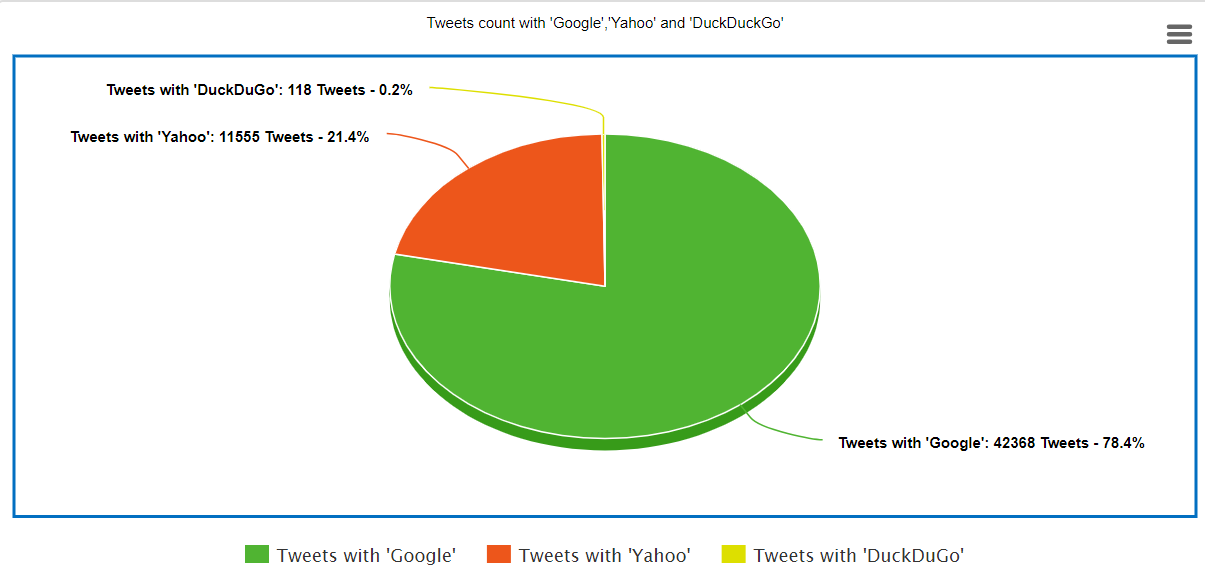 Tweets count with 'Google','Yahoo' and 'DuckDuckGo'
Tweets with 'DuckDuGo': 118 Tweets - 0.2%
Tweets with 'Yahoo': 11555 Tweets - 21.4%
Tweets with 'Google': 42368 Tweets - 78.4%
Tweets with 'Google' Tweets with 'Yahoo' Tweets with 'DuckDuGo'